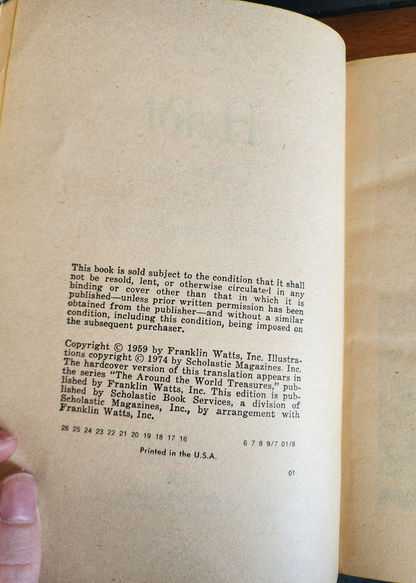 This book is sold subject to the condition that it shall
not be resold, lent, or otherwise circulated in any
binding or cover other than that in which it is
published—unless prior written permission has been
obtained from the publisher—and without a similar
condition, including this condition, being imposed on
the subsequent purchaser.
Copyright © 1959 by Franklin Watts, Inc. Illustra-
tions copyright © 1974 by Scholastic Magazines. Inc.
The hardcover version of this translation appears in
the series "The Around the World Treasures," pub-
lished by Franklin Watts, Inc. This edition is pub-
lished by Scholastic Book Services, a division of
Scholastic Magazines, Inc., by arrangement with
Franklin Watts, Inc.
26 25 24 23 22 21 20 19 18 17 16 6 7 8 9/7 01/8
Printed in the U.S.A.
01